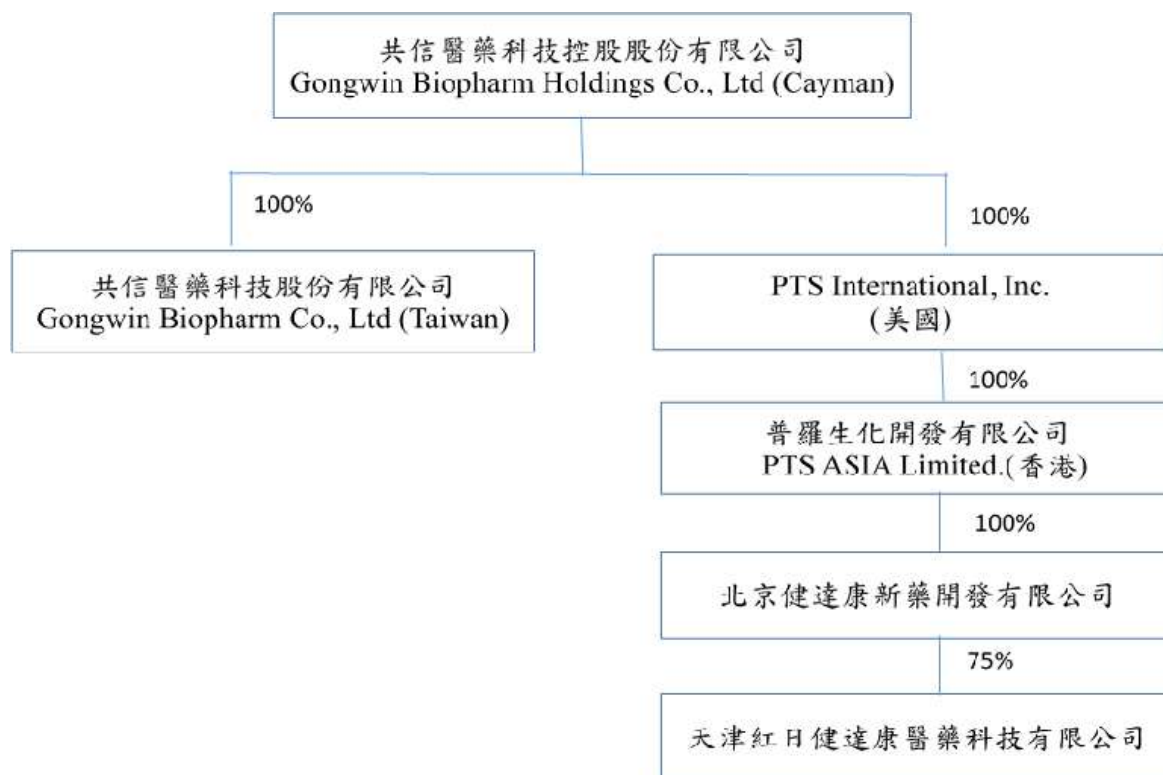 共信醫藥科技控股股份有限公司
Gongwin Biopharm Holdings Co., Ltd (Cayman)
100%
100%
共信醫藥科技股份有限公司
Gongwin Biopharm Co., Ltd (Taiwan)
PTS International, Inc.
(美國)
100%
普羅生化開發有限公司
PTS ASIA Limited.(香港)
100%
北京健達康新藥開發有限公司
75%
天津紅日健達康醫藥科技有限公司